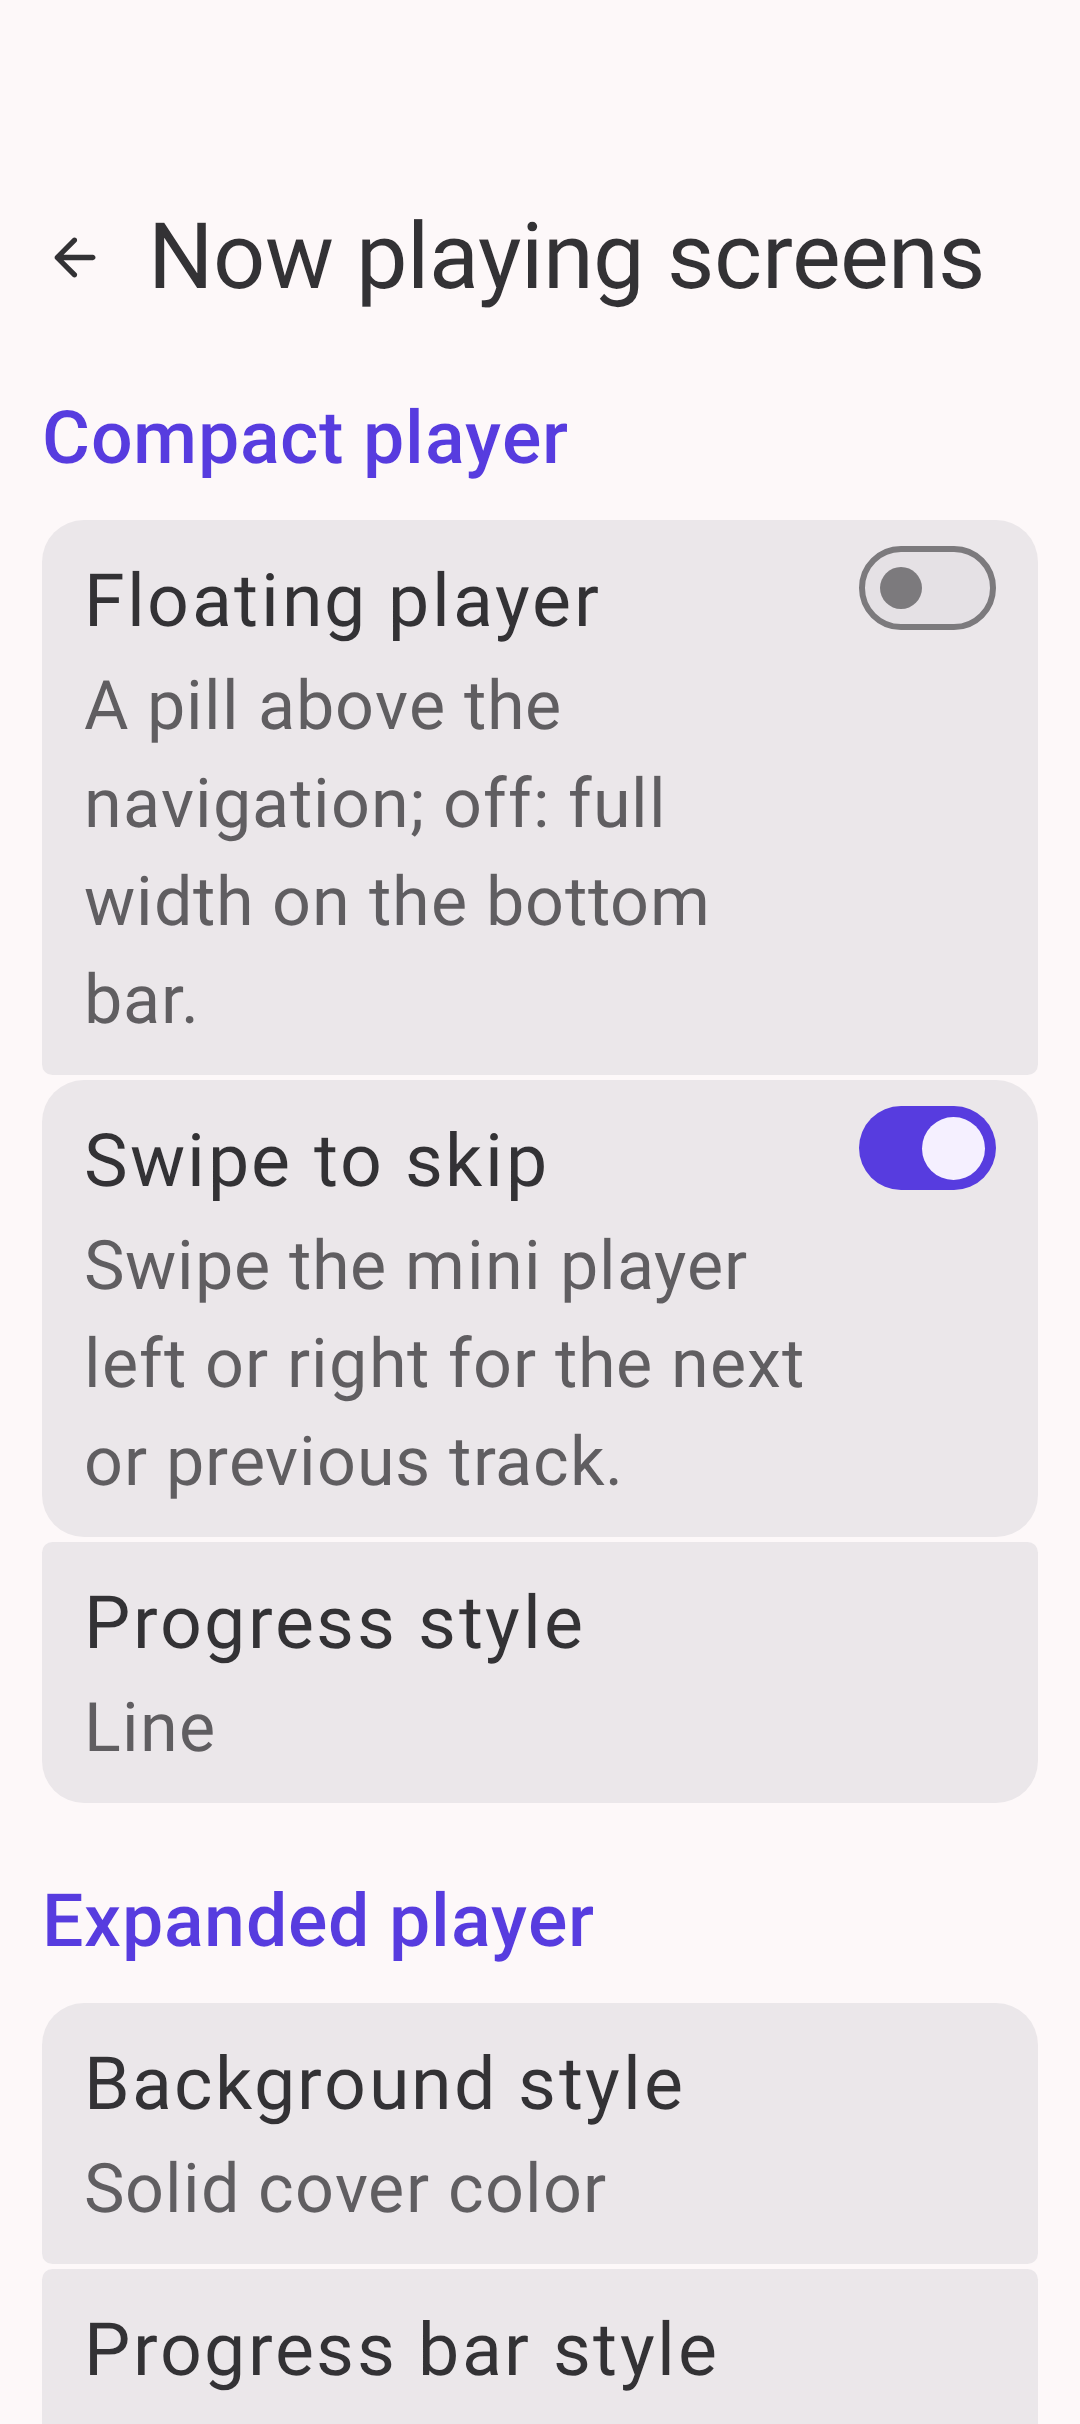 Now playing screens
Compact player
Floating player
A pill above the
navigation; off: full
width on the bottom
bar.
Swipe to skip
Swipe the mini player
left or right for the next
or previous track.
Progress style
Line
Expanded player
Background style
Solid cover color
Progress bar style